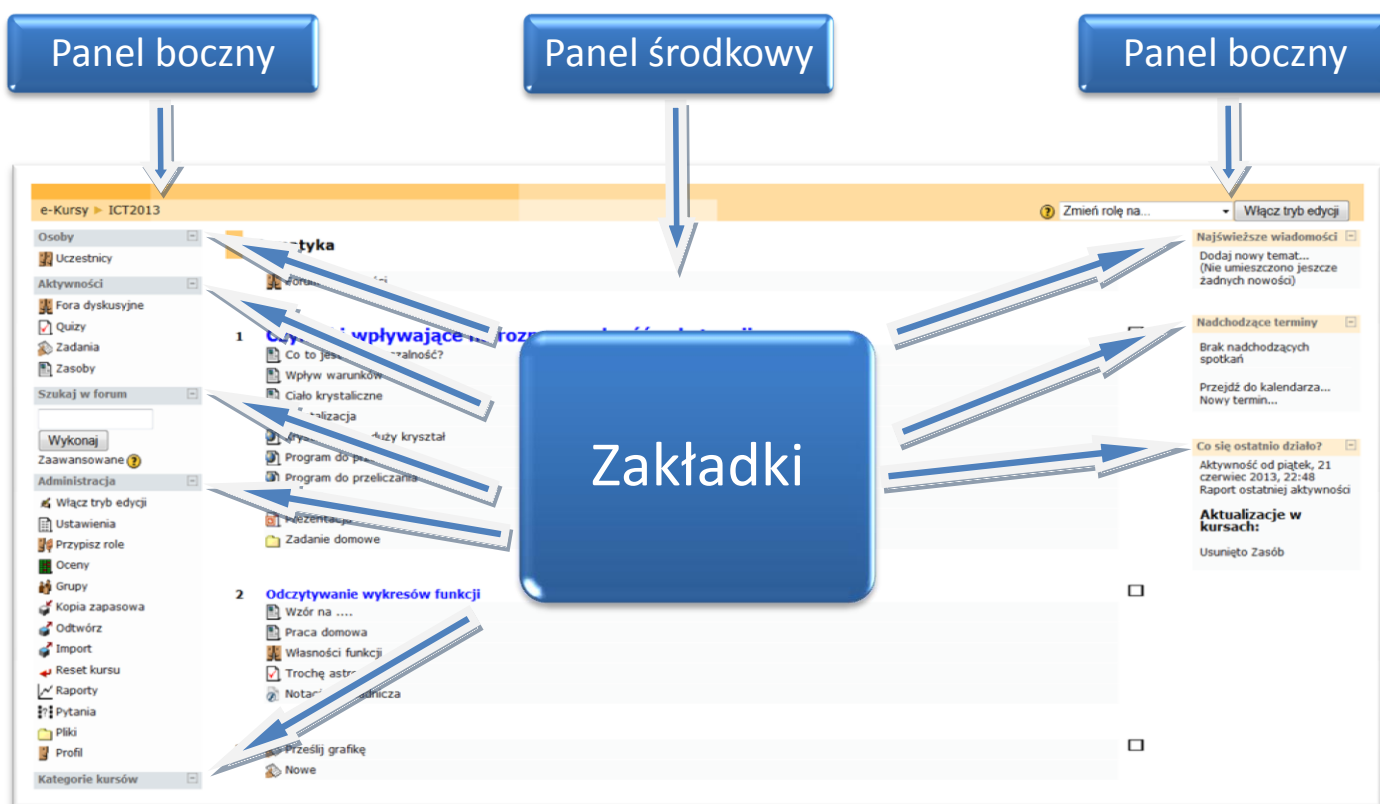 Panel boczny
Panel środkowy
Panel boczny
e-Kursy ► ICT2013
Zmień rolę na...
Włącz tryb edycji
Osoby
Uczestnicy
Aktywności
Fora dyskusyjne
Quizy
Zadania
Zasoby
Szukaj w forum
Wykonaj
Zaawansowane
Administracja
Włącz tryb edycji
Ustawienia
Przypisz role
Oceny
Grupy
Kopia zapasowa
Odtwórz
Import
Reset kursu
Raporty
Pytania
Pliki
Profil
Kategorie kursów
1
wpływające
Co to
Wpływ warunków
Ciało krystaliczne
duży kryształ
Program do
Program do przeliczania
Zadanie domowe
2 Odczytywanie wykresów funkcji
Wzór na ....
Praca domowa
Własności funkcji
Trochę
Prześlij grafikę
Nowe
Zakładki
Najświeższe wiadomości
Dodaj nowy temat...
(Nie umieszczono jeszcze
żadnych nowości)
Nadchodzące terminy
Brak nadchodzących
spotkań
Przejdź do kalendarza...
Nowy termin...
Co się ostatnio działo?
Aktywność od piątek, 21
czerwiec 2013, 22:48
Raport ostatniej aktywności
Aktualizacje w
kursach:
Usunięto Zasób